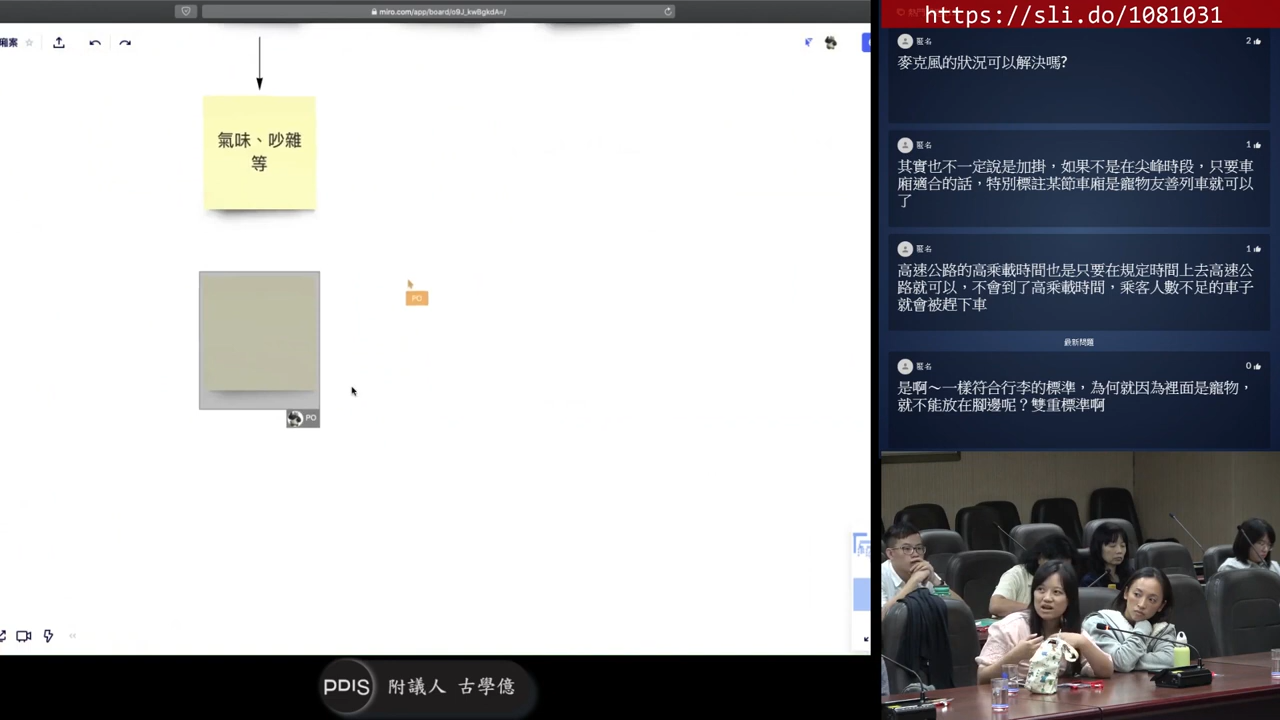 miro.com/app/board/o9J_kw8gkdA=/
https://sli.do/1081031
廂案
氣味、吵雜
等
PO
PO
匿名
2
麥克風的狀況可以解決嗎?
匿名
1
其實也不一定說是加掛，如果不是在尖峰時段，只要車
廂適合的話，特別標註某節車廂是寵物友善列車就可以
了
匿名
1
高速公路的高乘載時間也是只要在規定時間上去高速公
路就可以，不會到了高乘載時間，乘客人數不足的車子
就會被趕下車
最新問題
匿名
0
是啊～一樣符合行李的標準，為何就因為裡面是寵物，
就不能放在腳邊呢？雙重標準啊
PDIS 附議人 古學億